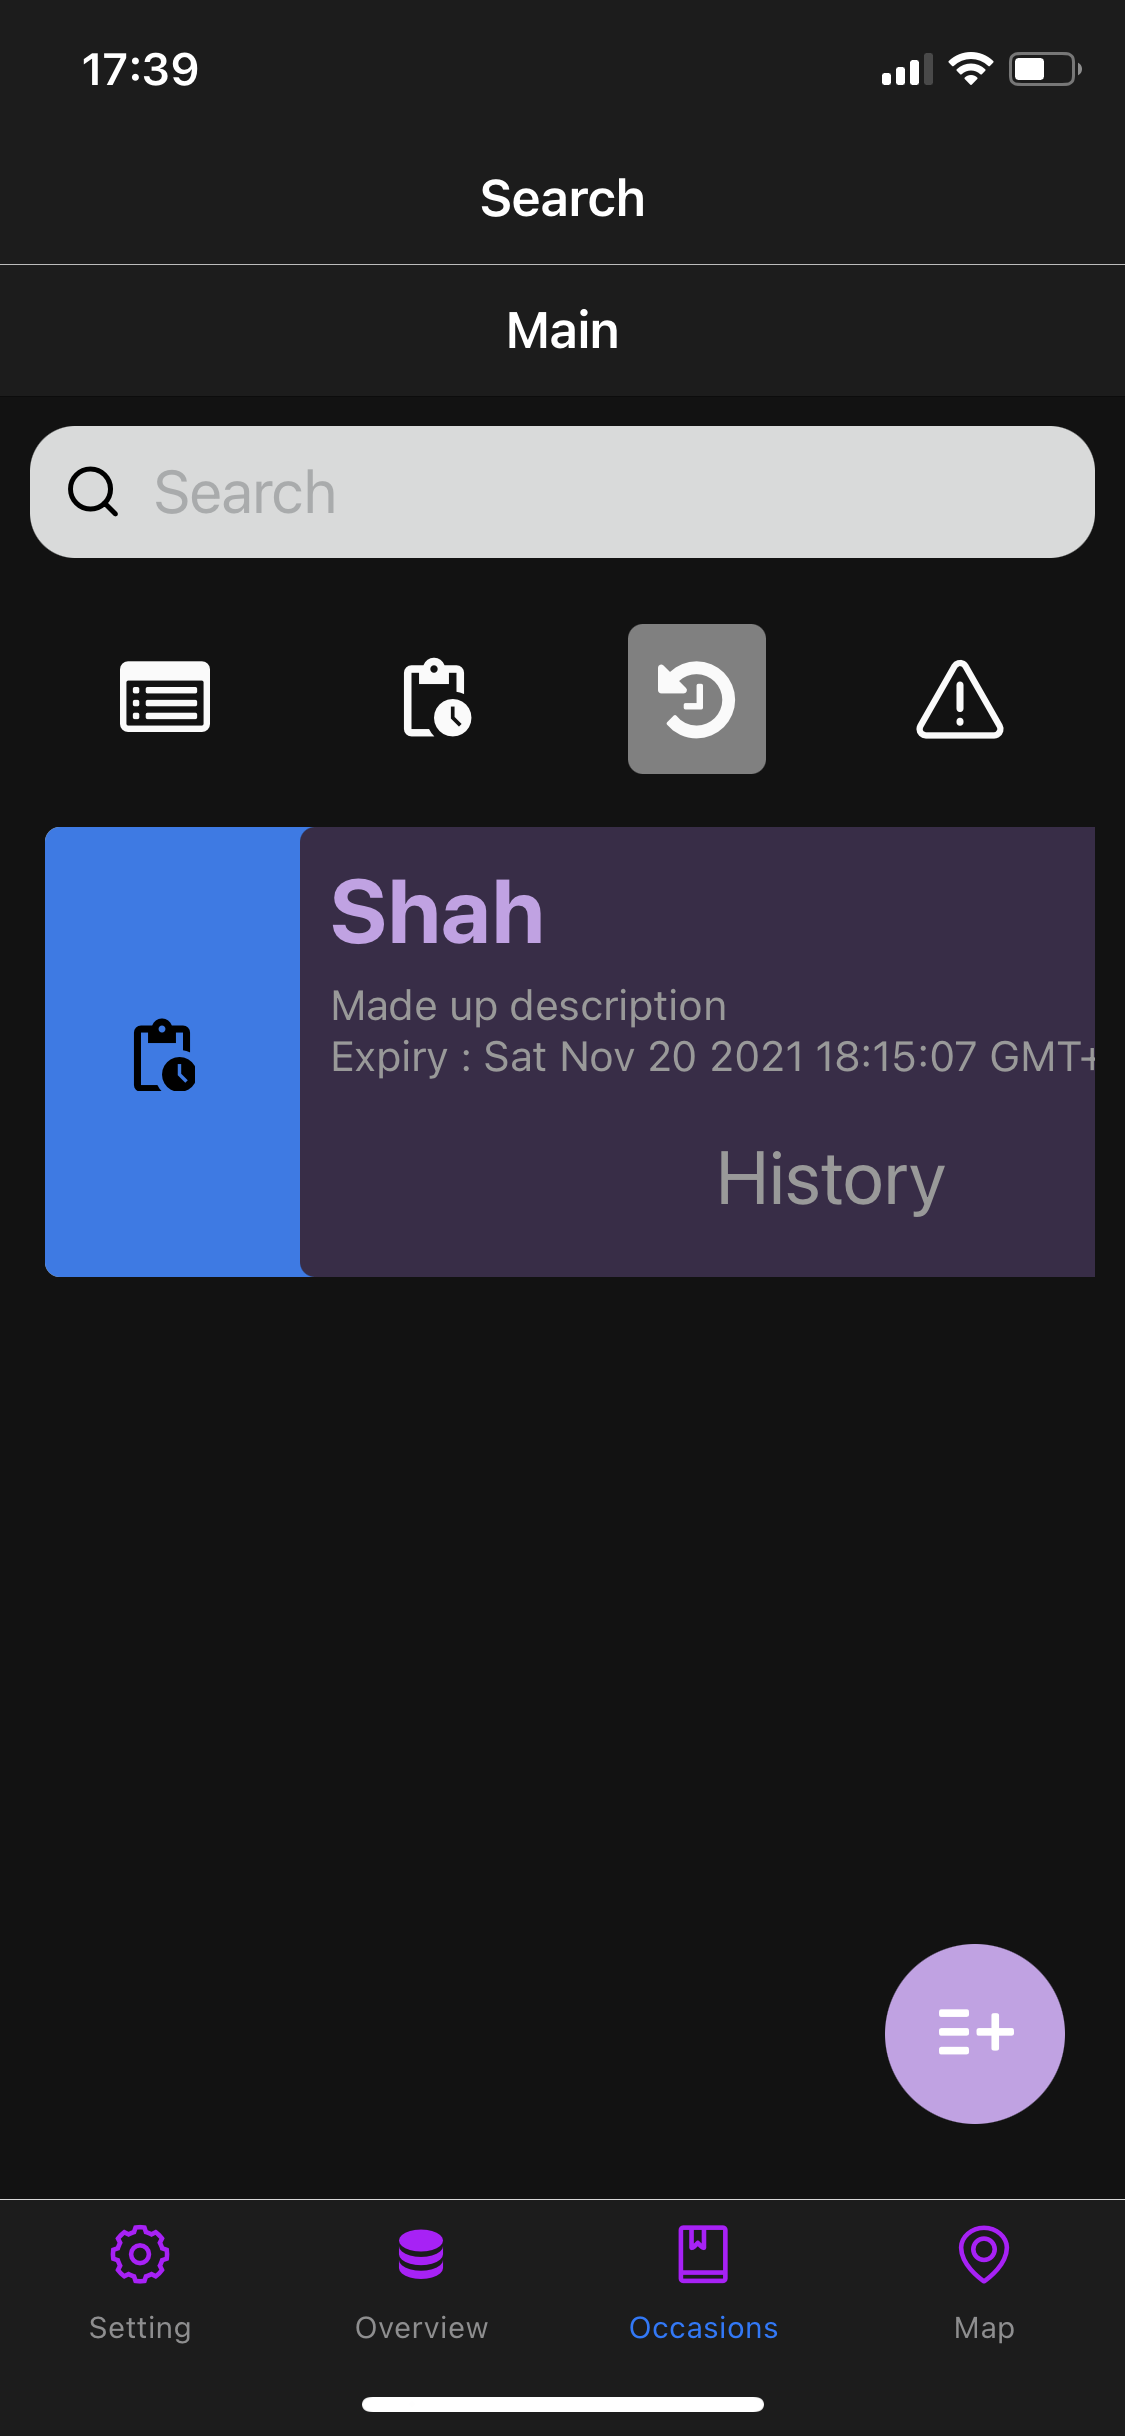 17:39
Search
Main
Search
Shah
Made up description
Expiry : Sat Nov 20 2021 18:15:07 GMT+
History
Setting
Overview
Occasions
Map